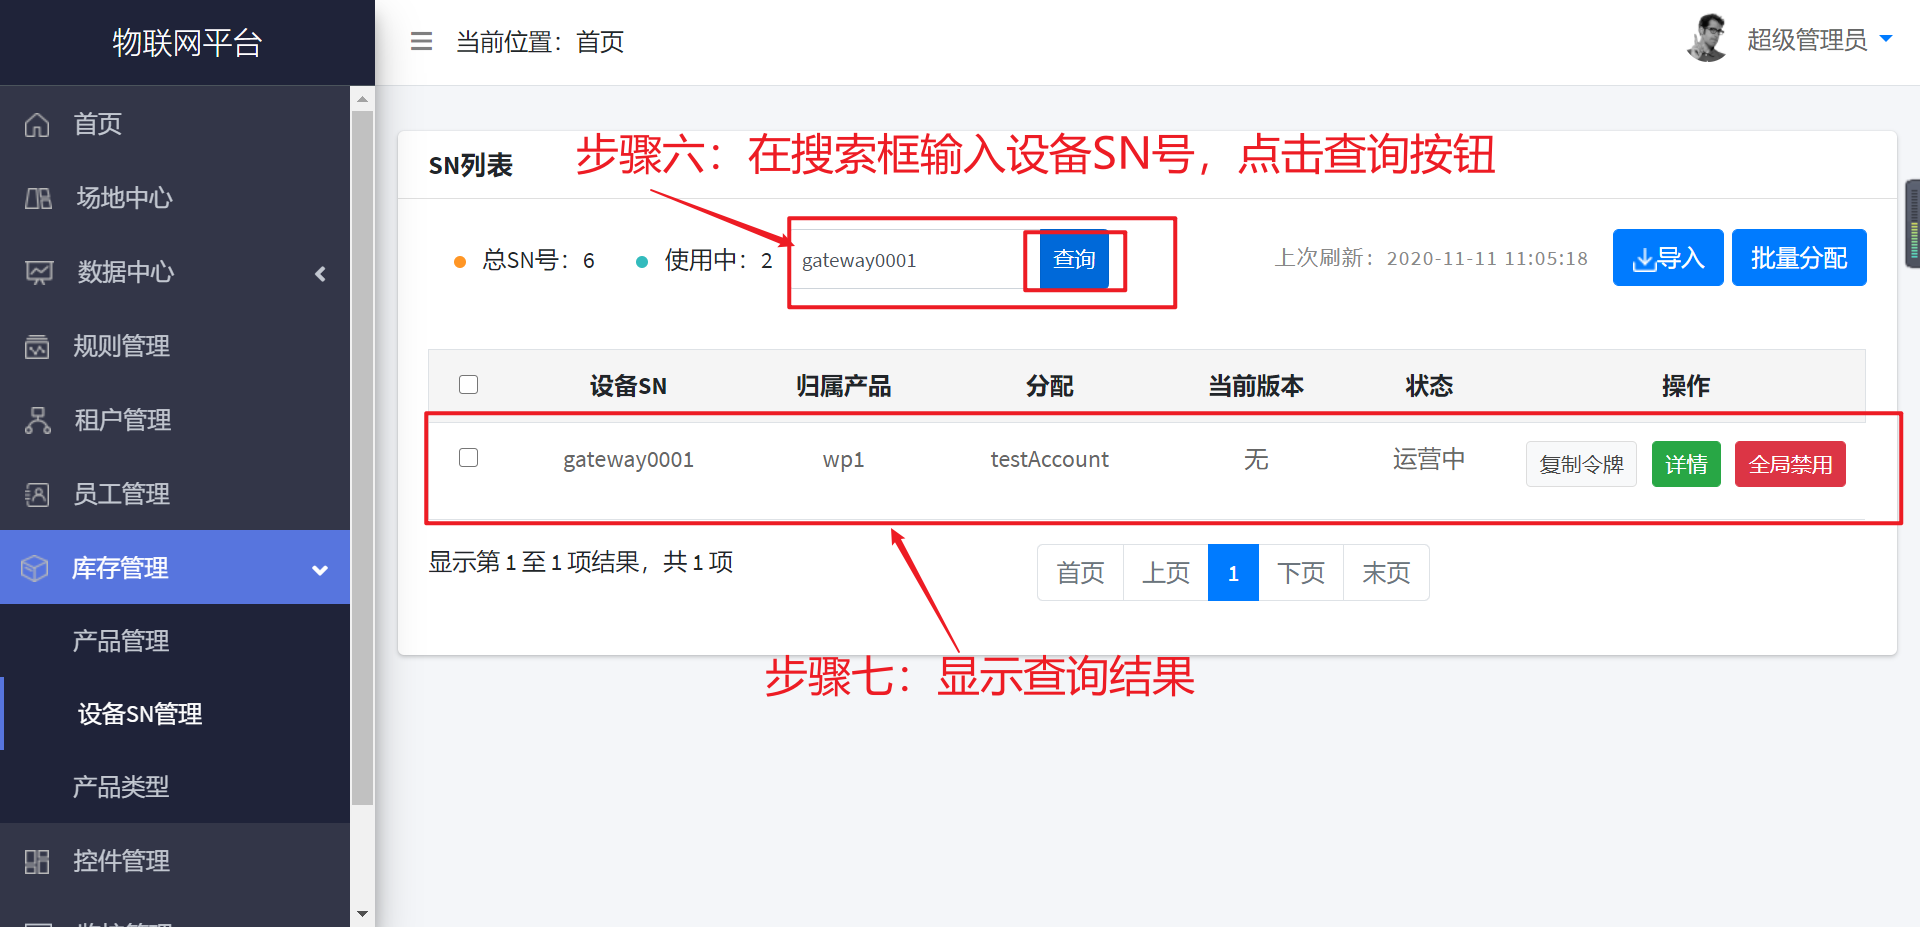 物联网平台
当前位置：首页
超级管理员
首页
场地中心
数据中心
规则管理
租户管理
员工管理
库存管理
产品管理
设备SN管理
产品类型
控件管理
SN列表
步骤六：在搜索框输入设备SN号，点击查询按钮
总SN号：6
使用中：2
gateway0001
查询
上次刷新：2020-11-11 11:05:18
导入
批量分配
设备SN 归属产品 分配 当前版本 状态 操作
gateway0001 wp1 testAccount 无 运营中 复制令牌 详情 全局禁用
显示第 1 至 1 项结果，共 1 项
首页 上页 1 下页 末页
步骤七：显示查询结果